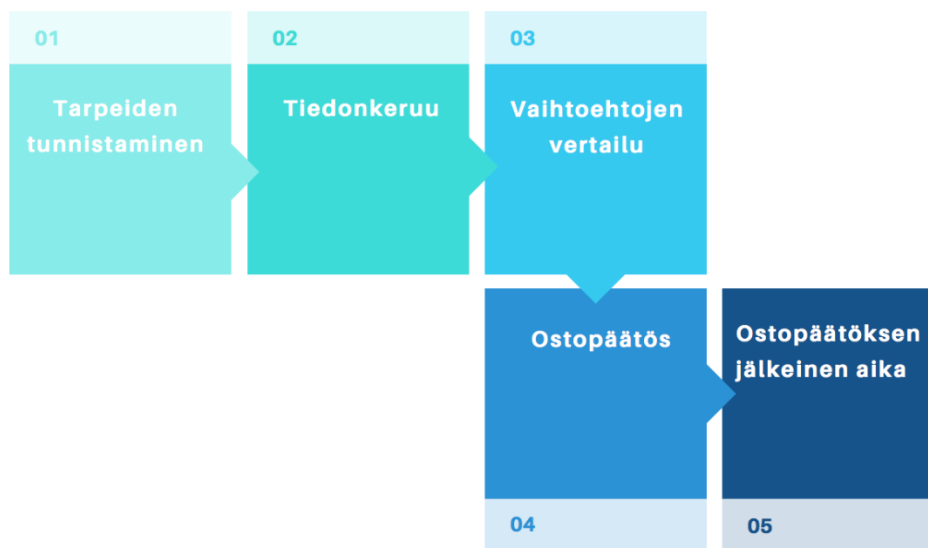 01
Tarpeiden
tunnistaminen
02
Tiedonkeruu
03
Vaihtoehtojen
vertailu
Ostopäätös
04
Ostopäätöksen
jälkeinen aika
05